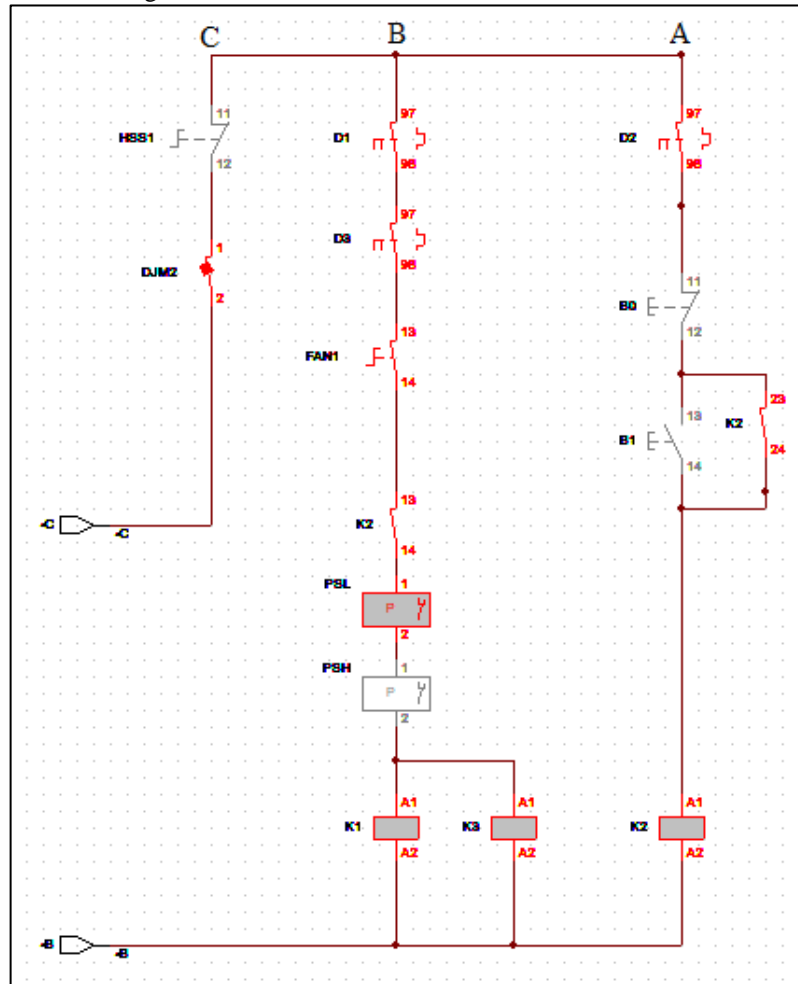 C B A
11 97 97
HSS1 D1 D2
12 98 98
97
1 D3 11
DJM2 98 B0
2 13 12
FAN1
14 13 23
B1 K2
14 24
13
-C K2
-C 14
PSL 1
P
2
PSH 1
P
2
A1 A1 A1
K1 K3 K2
A2 A2 A2
-B
-B